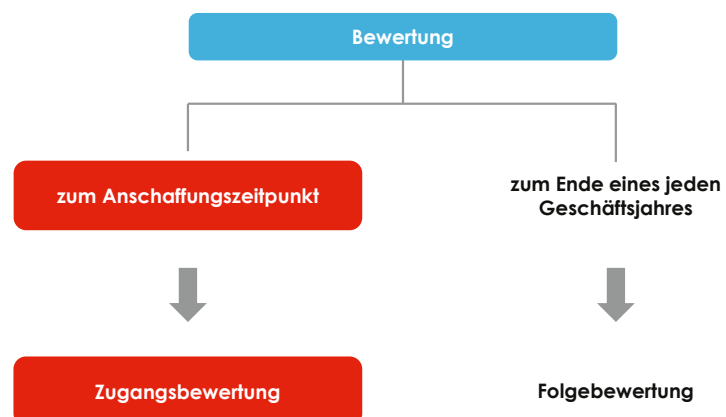 Bewertung
zum Anschaffungszeitpunkt
zum Ende eines jeden
Geschäftsjahres
Zugangsbewertung
Folgebewertung